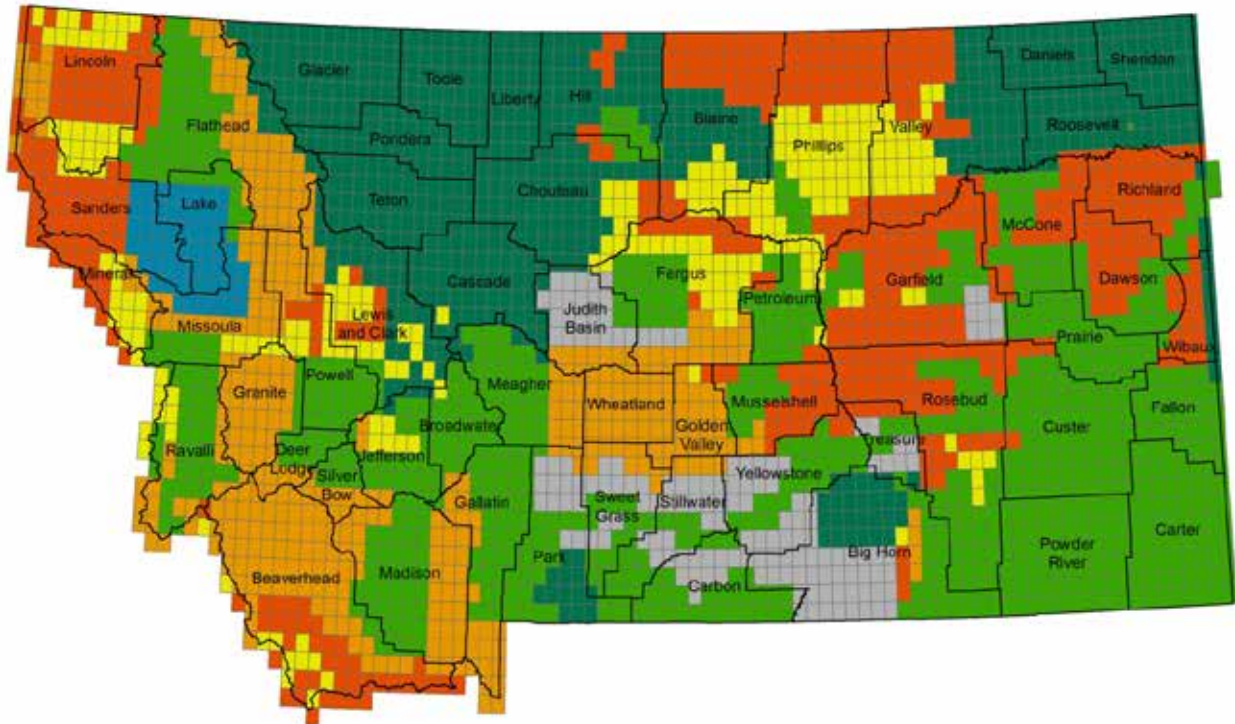 Lincoln
Glacier
Toole
Liberty
Hill
Blaine
Phillips
Valley
Daniels
Sheridan
Roosevelt
Flathead
Pondera
Chouteau
Teton
Sanders
Lake
Richland
McCone
Mineral
Cascade
Fergus
Garfield
Dawson
Petroleum
Judith
Basin
Missoula
Lewis
and Clark
Prairie
Wibaux
Powell
Meagher
Granite
Wheatland
Golden
Valley
Musselshell
Rosebud
Fallon
Custer
Broadwater
Treasure
Ravalli
Deer
Lodge
Jefferson
Silver
Bow
Yellowstone
Gallatin
Sweet
Grass
Stillwater
Carter
Park
Big Horn
Powder
River
Beaverhead
Madison
Carbon